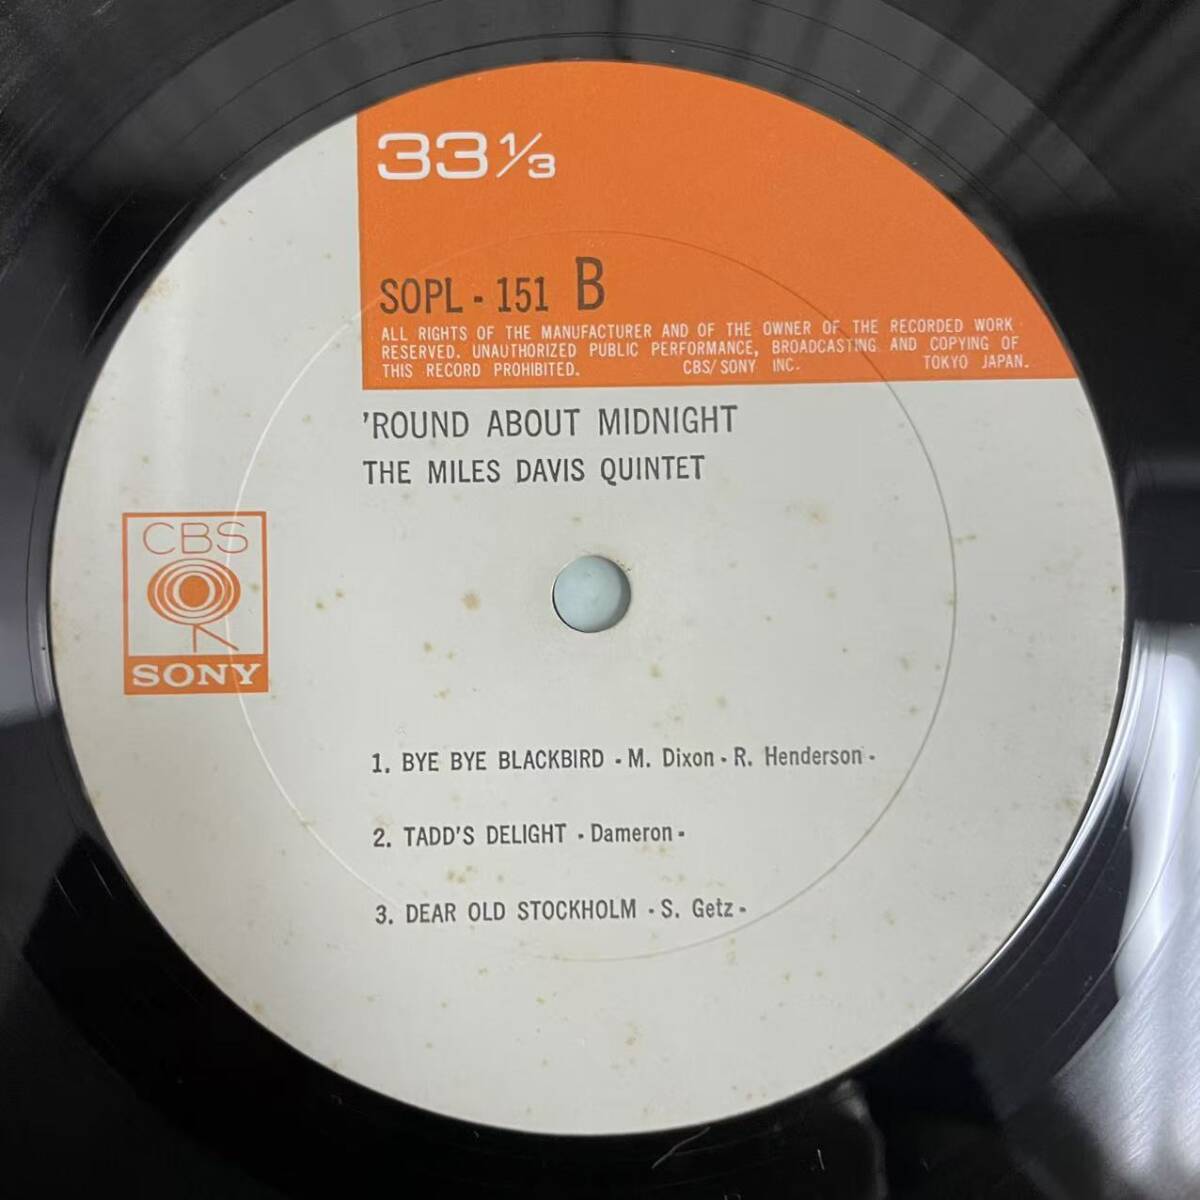 33 1/3
SOPL - 151 B
ALL RIGHTS OF THE MANUFACTURER AND OF THE OWNER OF THE RECORDED WORK
RESERVED. UNAUTHORIZED PUBLIC PERFORMANCE, BROADCASTING AND COPYING OF
THIS RECORD PROHIBITED. CBS/SONY INC. TOKYO JAPAN.
'ROUND ABOUT MIDNIGHT
THE MILES DAVIS QUINTET
CBS
SONY
1. BYE BYE BLACKBIRD - M. Dixon - R. Henderson -
2. TADD'S DELIGHT - Dameron -
3. DEAR OLD STOCKHOLM - S. Getz -